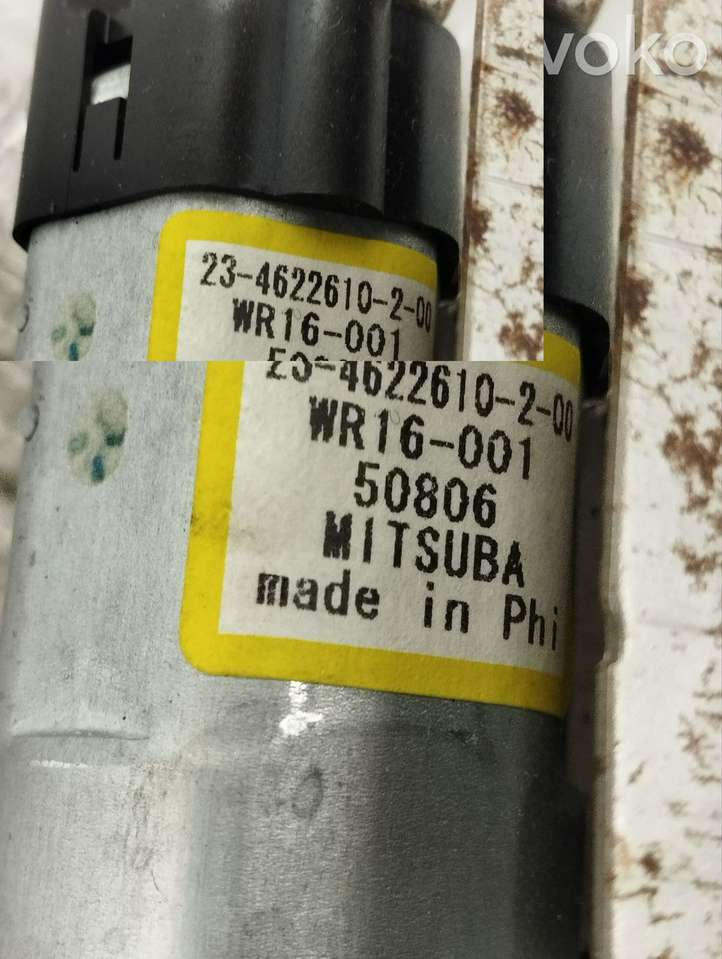 voko
23-4622610-2-00
WR16-001
23-4622610-2-00
WR16-001
50806
MITSUBA
made in Phi